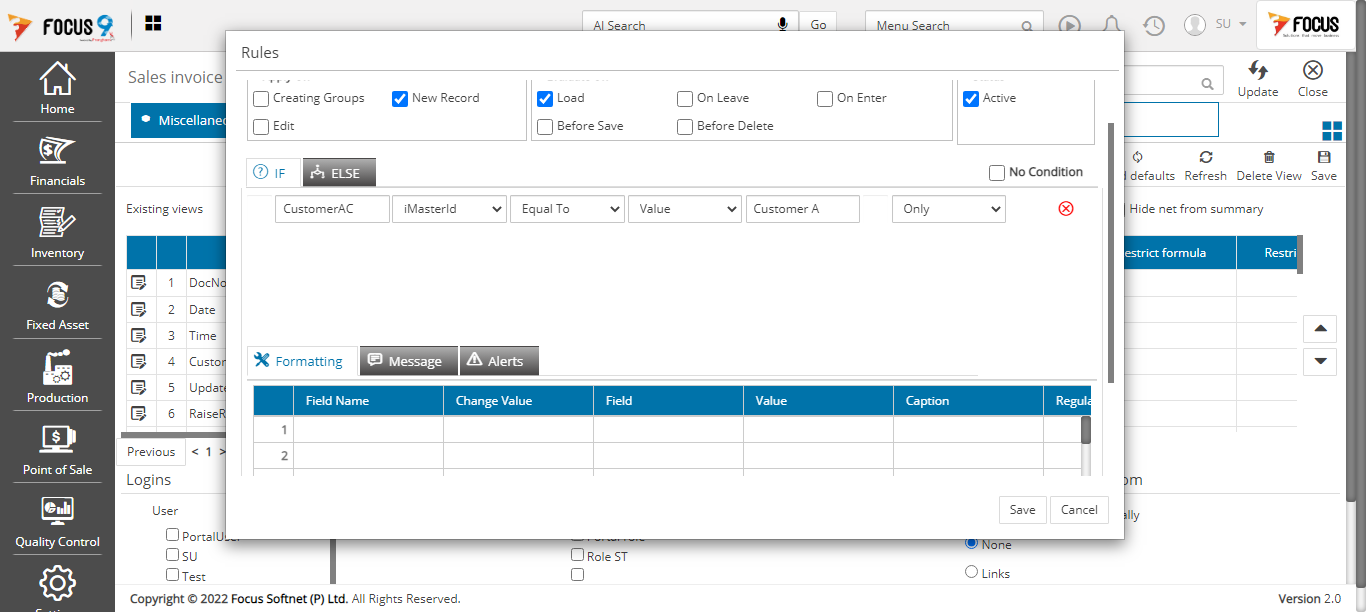 FOCUS 9
AI Search
Go
Menu Search
SU
FOCUS
Rules
Sales invoice
Update
Close
Home
Creating Groups
New Record
Load
On Leave
On Enter
Active
Edit
Before Save
Before Delete
Miscellaned
IF
ELSE
No Condition
Financials
d defaults
Refresh
Delete View
Save
CustomerAC
iMasterId
Equal To
Value
Customer A
Only
Existing views
Hide net from summary
Inventory
estrict formula
Restri
1 DocNo
2 Date
3 Time
4 Custor
5 Update
6 RaiseR
Fixed Asset
Formatting
Message
Alerts
Field Name
Change Value
Field
Value
Caption
Regula
1
2
Production
Previous
< 1 >
Point of Sale
Logins
om
Save
Cancel
User
ally
Quality Control
PortalUser
SU
Test
Role ST
None
Links
Copyright © 2022 Focus Softnet (P) Ltd. All Rights Reserved.
Version 2.0